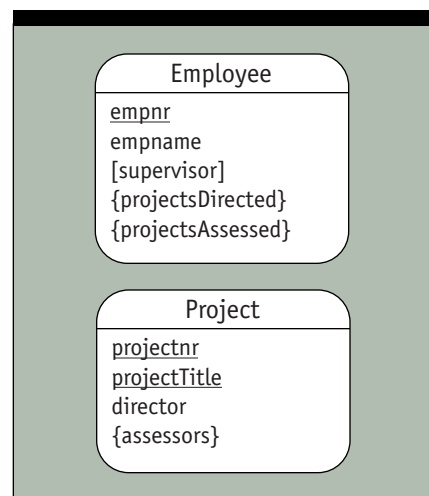 Employee
empnr
empname
[supervisor]
{projectsDirected}
{projectsAssessed}
Project
projectnr
projectTitle
director
{assessors}